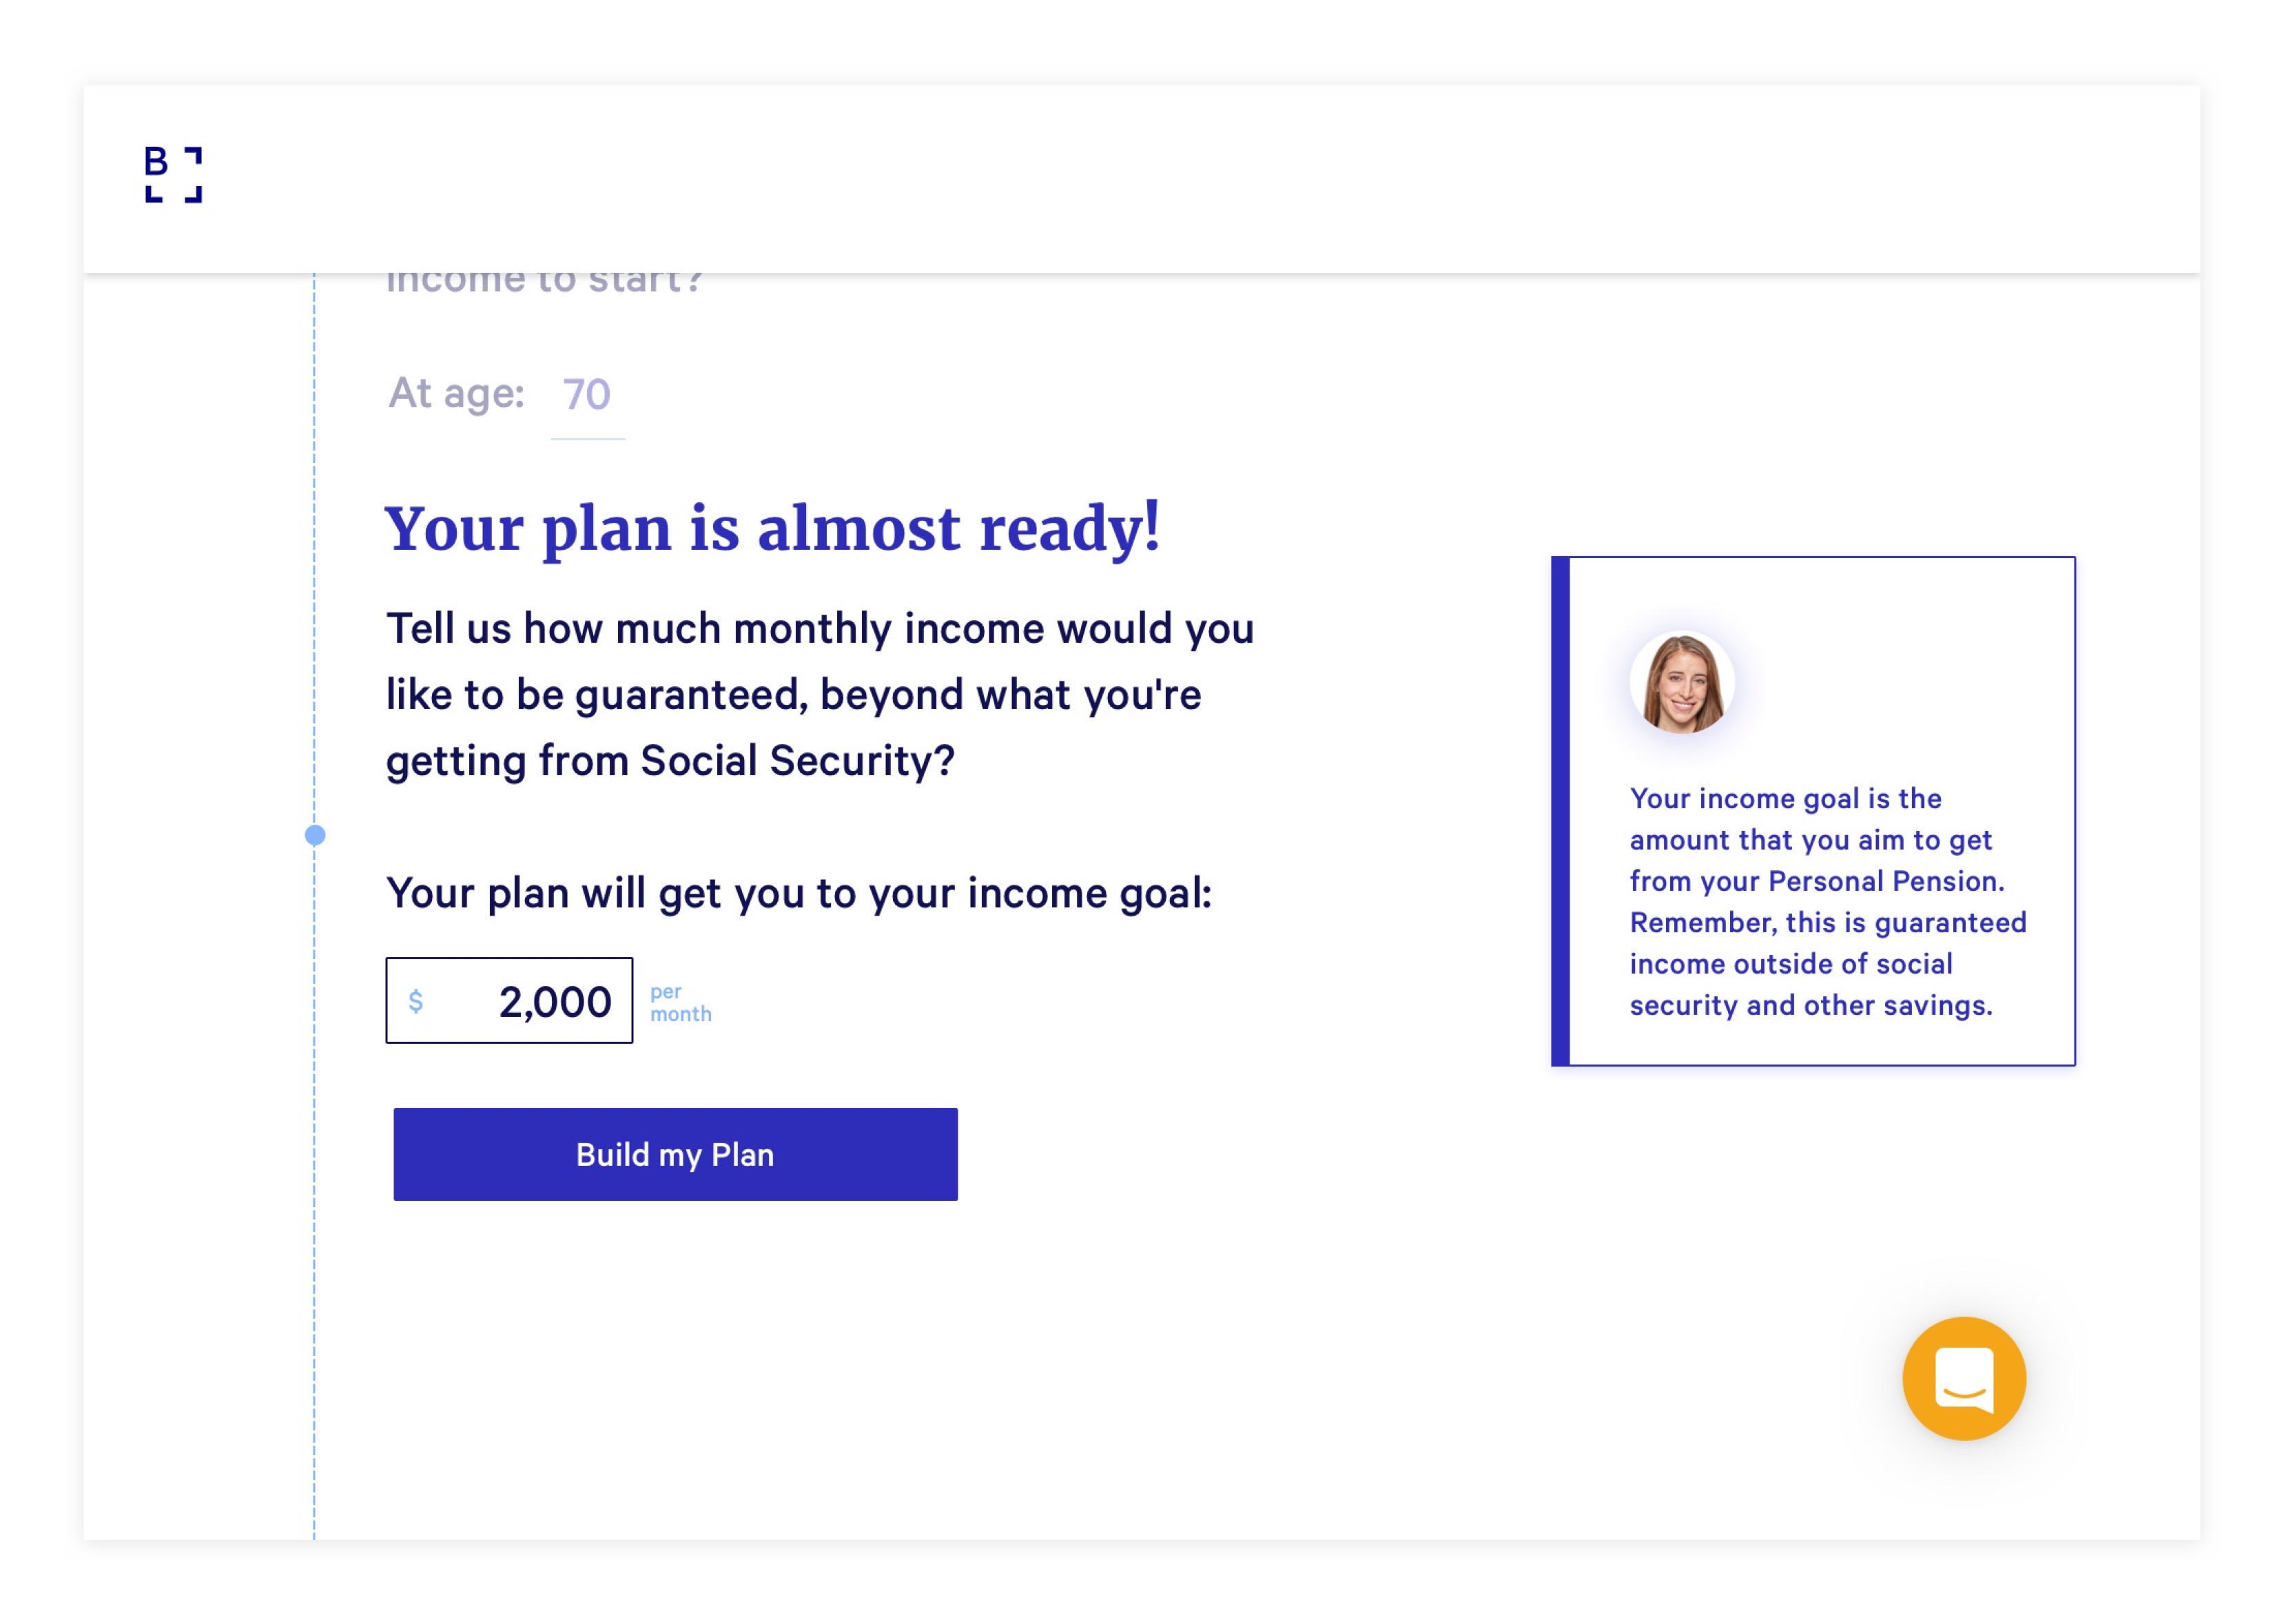 B
income to start?
At age: 70
Your plan is almost ready!
Tell us how much monthly income would you
like to be guaranteed, beyond what you're
getting from Social Security?
Your plan will get you to your income goal:
$ 2,000 per
month
Build my Plan
Your income goal is the
amount that you aim to get
from your Personal Pension.
Remember, this is guaranteed
income outside of social
security and other savings.